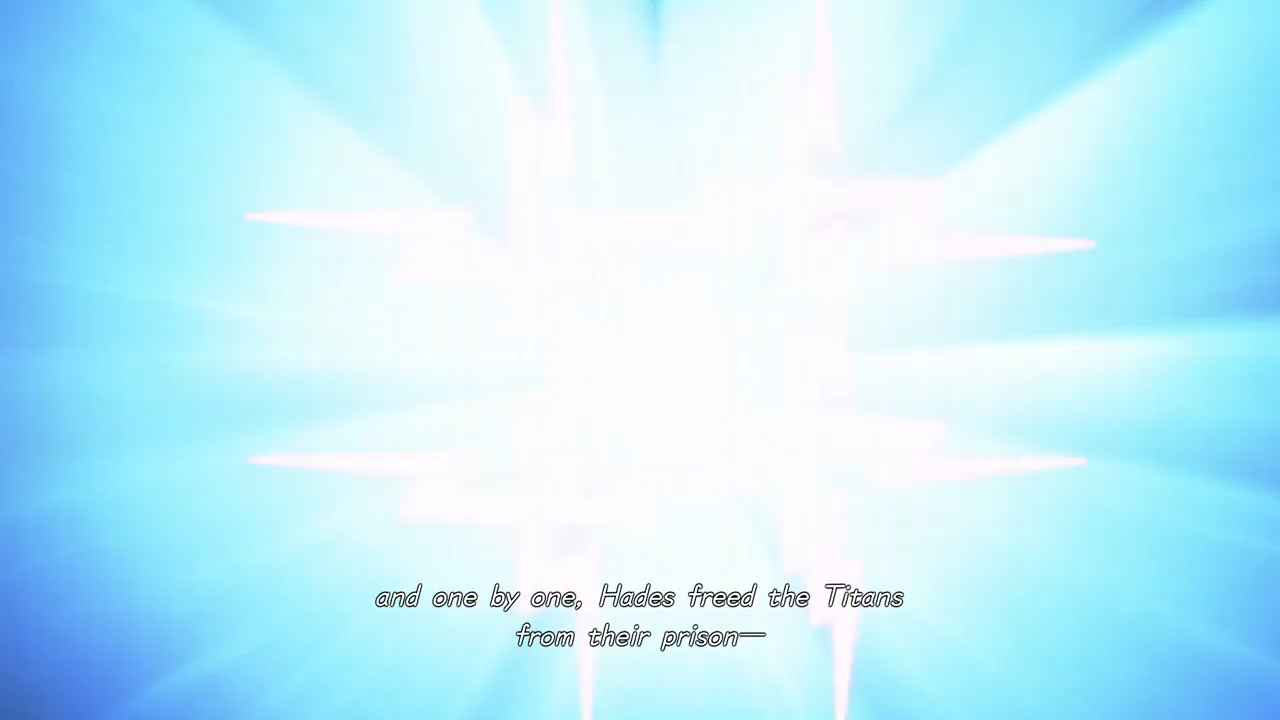 and one by one, Hades freed the Titans
from their prison—